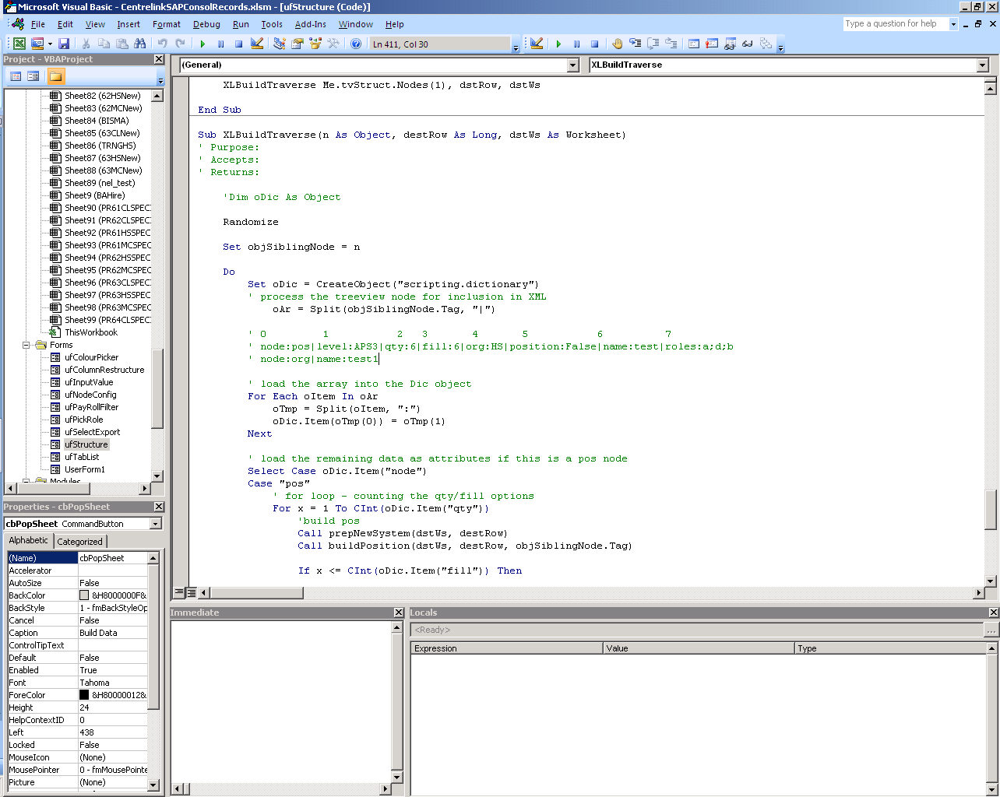 Microsoft Visual Basic - CentrelinkSAPConsolRecords.xlsm - [ufStructure (Code)]
File Edit View Insert Format Debug Run Tools Add-Ins Window Help
Type a question for help
Ln 411, Col 30
Project - VBAProject
Sheet82 (62HSNew)
Sheet83 (62MCNew)
Sheet84 (BISMA)
Sheet85 (63CLNew)
Sheet86 (TRNGHS)
Sheet87 (63HSNew)
Sheet88 (63MCNew)
Sheet89 (nel_test)
Sheet9 (BAHire)
Sheet90 (PR61CLSPECI
Sheet91 (PR62CLSPECI
Sheet92 (PR61HSSPEC
Sheet93 (PR61MCSPEC
Sheet94 (PR62HSSPEC
Sheet95 (PR62MCSPEC
Sheet96 (PR63CLSPEC
Sheet97 (PR63HSSPEC
Sheet98 (PR63MCSPEC
Sheet99 (PR64CLSPEC
ThisWorkbook
Forms
ufColourPicker
ufColumnRestructure
ufInputValue
ufNodeConfig
ufPayRollFilter
ufPickRole
ufSelectExport
ufStructure
ufTabList
UserForm1
Modules
Properties - cbPopSheet
cbPopSheet CommandButton
Alphabetic Categorized
(Name) cbPopSheet
Accelerator
AutoSize False
BackColor &H8000000F&
BackStyle 1 - fmBackStyleOp
Cancel False
Caption Build Data
ControlTipText
Default False
Enabled True
Font Tahoma
ForeColor &H80000012&
Height 24
HelpContextID 0
Left 438
Locked False
MouseIcon (None)
MousePointer 0 - fmMousePointe
Picture (None)
(General) XLBuildTraverse
XLBuildTraverse Me.tvStruct.Nodes(1), dstRow, dstWs
End Sub
Sub XLBuildTraverse(n As Object, destRow As Long, dstWs As Worksheet)
' Purpose:
' Accepts:
' Returns:
'Dim oDic As Object
Randomize
Set objSiblingNode = n
Do
Set oDic = CreateObject("scripting.dictionary")
' process the treeview node for inclusion in XML
oAr = Split(objSiblingNode.Tag, "|")
' 0 1 2 3 4 5 6 7
' node:pos|level:APS3|qty:6|fill:6|org:HS|position:False|name:test|roles:a;d;b
' node:org|name:test1
' load the array into the Dic object
For Each oItem In oAr
oTmp = Split(oItem, ":")
oDic.Item(oTmp(0)) = oTmp(1)
Next
' load the remaining data as attributes if this is a pos node
Select Case oDic.Item("node")
Case "pos"
' for loop - counting the qty/fill options
For x = 1 To CInt(oDic.Item("qty"))
'build pos
Call prepNewSystem(dstWs, destRow)
Call buildPosition(dstWs, destRow, objSiblingNode.Tag)
If x <= CInt(oDic.Item("fill")) Then
Immediate
Locals
<Ready>
...
Expression Value Type